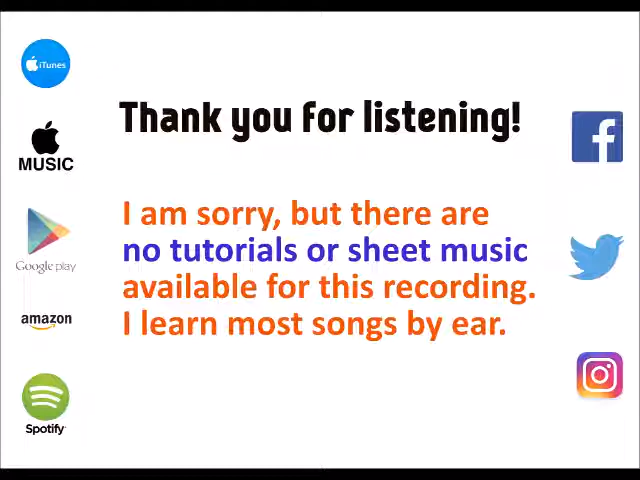 iTunes
Thank you for listening!
MUSIC
I am sorry, but there are
no tutorials or sheet music
available for this recording.
I learn most songs by ear.
Google play
amazon
Spotify